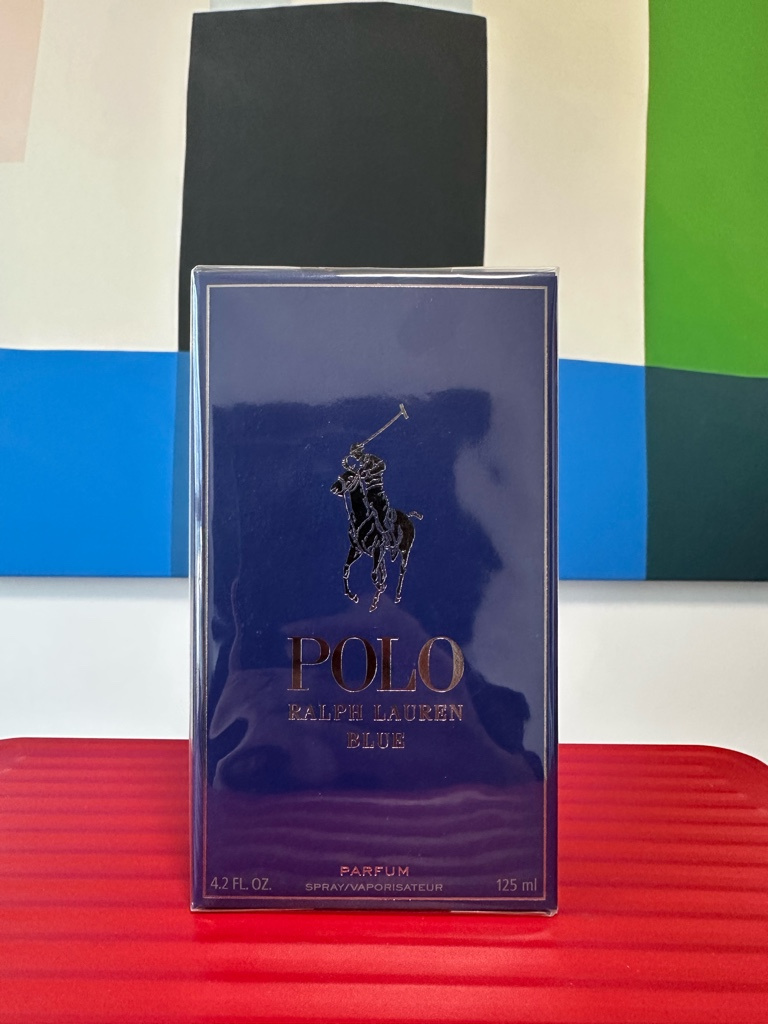 POLO
RALPH LAUREN
BLUE
PARFUM
4.2 FL. OZ. SPRAY/VAPORISATEUR 125 ml